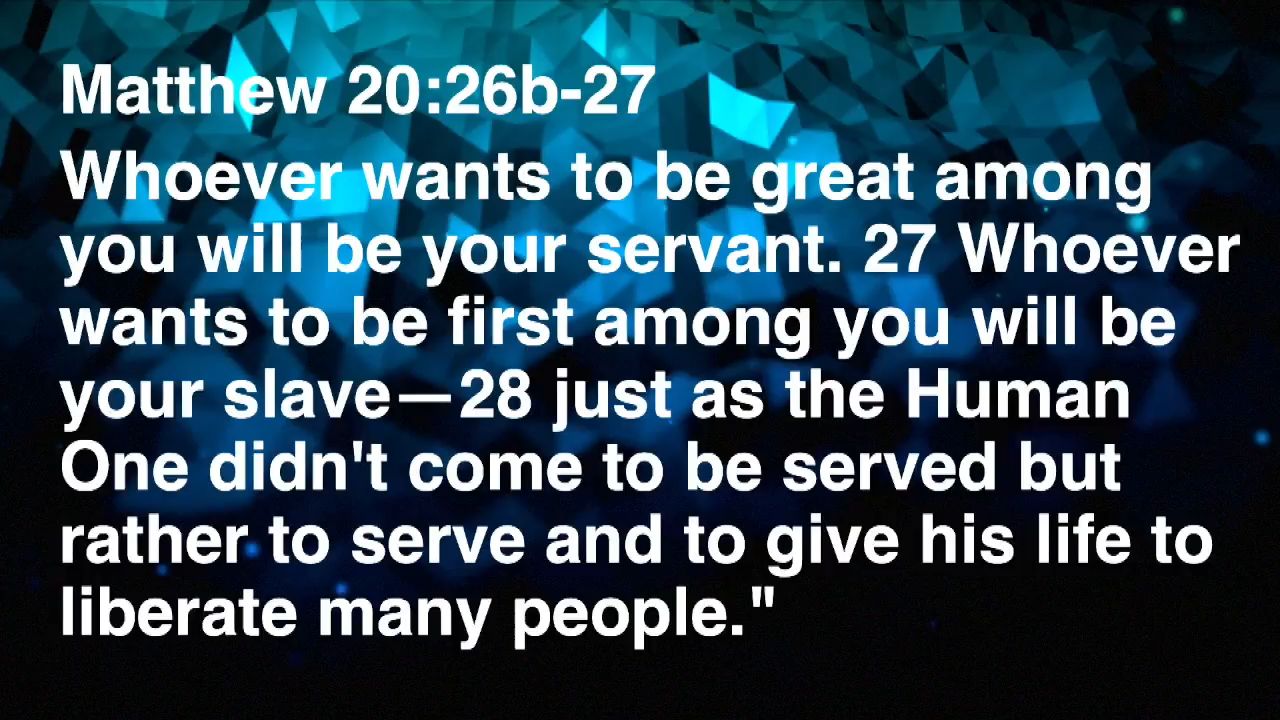 Matthew 20:26b-27
Whoever wants to be great among
you will be your servant. 27 Whoever
wants to be first among you will be
your slave—28 just as the Human
One didn't come to be served but
rather to serve and to give his life to
liberate many people."